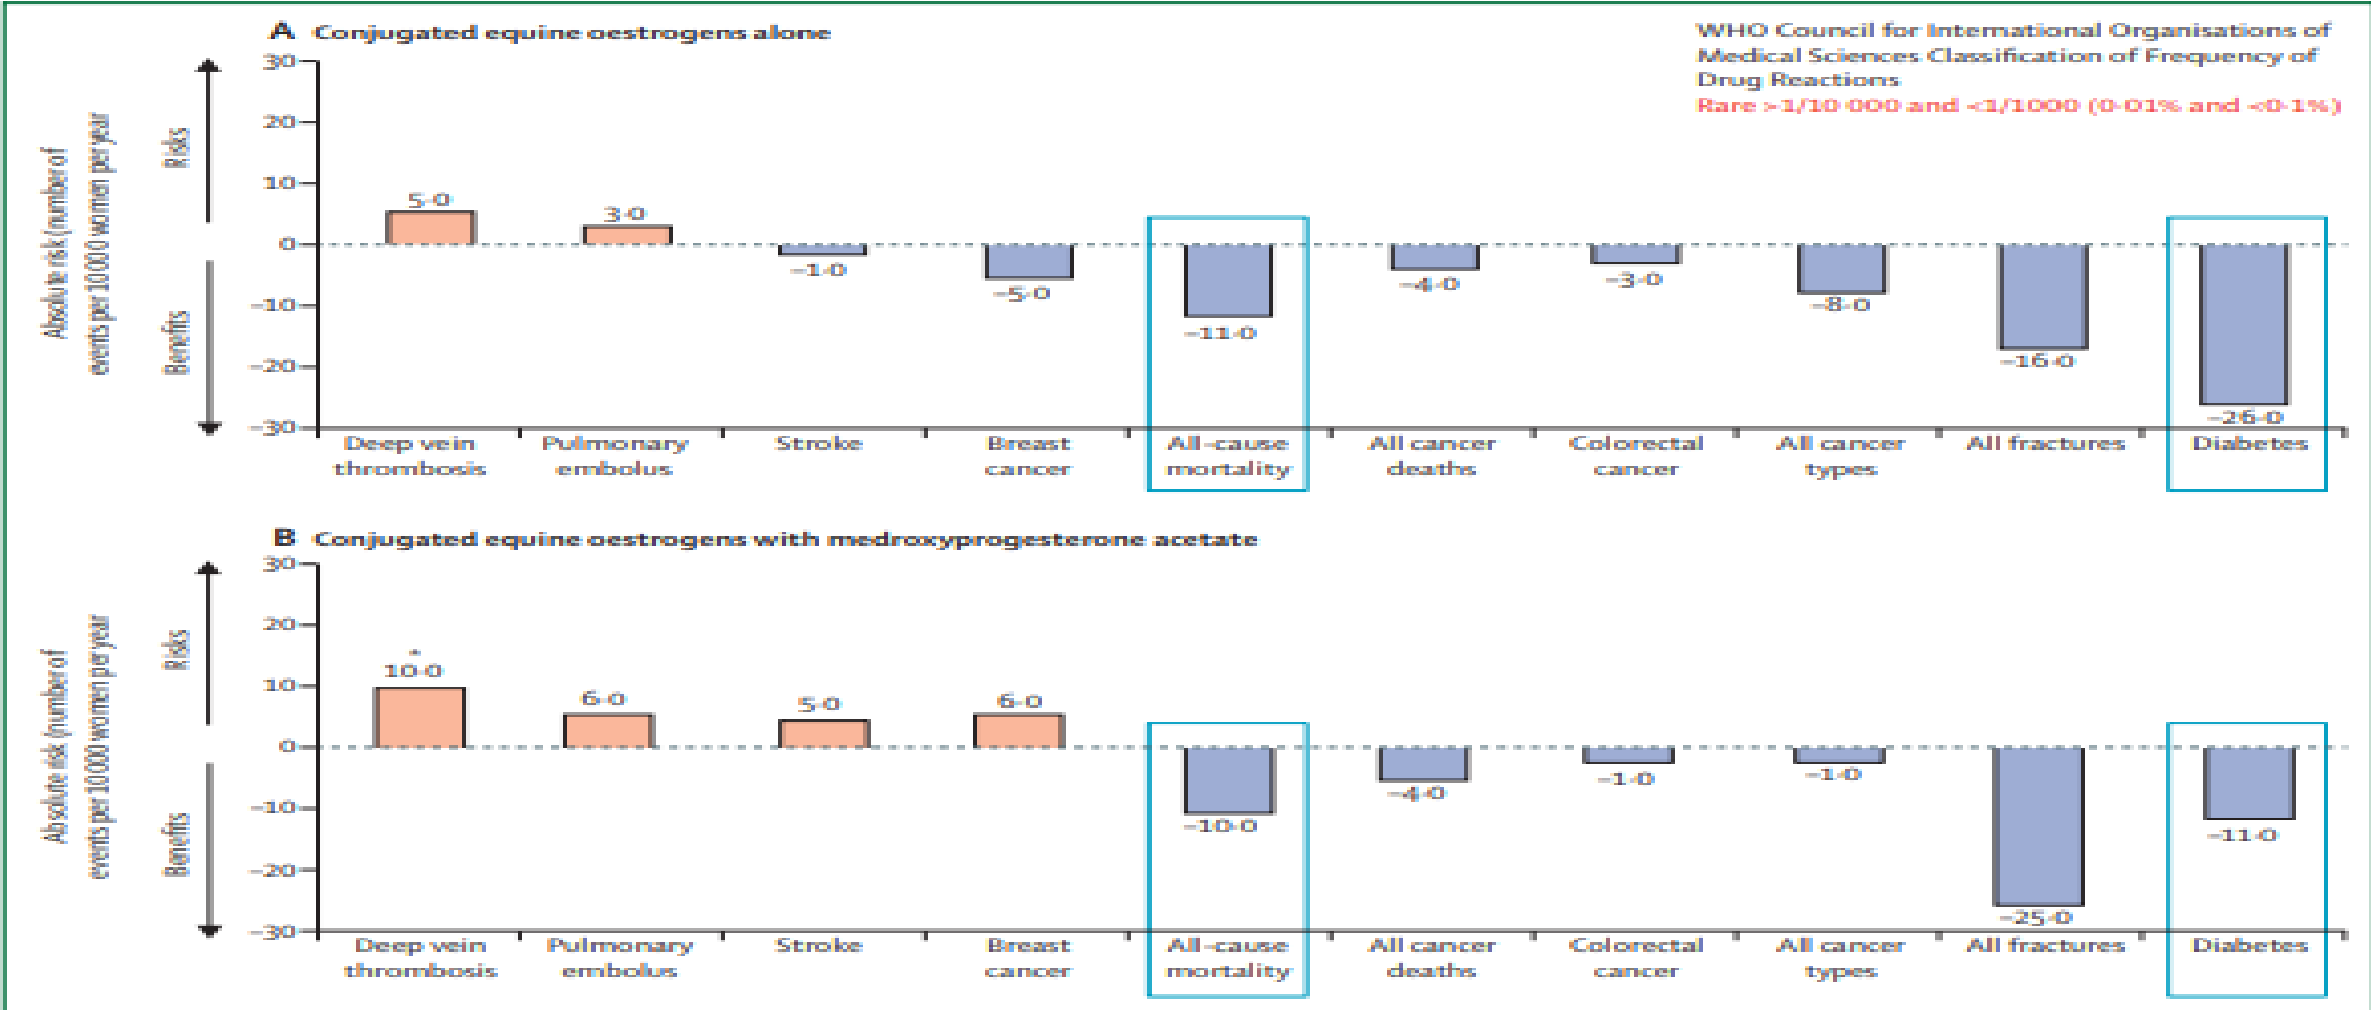 A Conjugated equine oestrogens alone
WHO Council for International Organisations of
Medical Sciences Classification of Frequency of
Drug Reactions
Rare >1/10 000 and <1/1000 (0·01% and <0·1%)
Absolute risk (number of
events per 1000 women per year
Risks
Benefits
30
20
10
0
–10
–20
–30
5·0
3·0
–1·0
–5·0
–11·0
–4·0
–3·0
–8·0
–16·0
–26·0
Deep vein
thrombosis
Pulmonary
embolus
Stroke
Breast
cancer
All-cause
mortality
All cancer
deaths
Colorectal
cancer
All cancer
types
All fractures
Diabetes
B Conjugated equine oestrogens with medroxyprogesterone acetate
Absolute risk (number of
events per 1000 women per year
Risks
Benefits
30
20
10
0
–10
–20
–30
*
10·0
6·0
5·0
6·0
–10·0
–4·0
–1·0
–1·0
–25·0
–11·0
Deep vein
thrombosis
Pulmonary
embolus
Stroke
Breast
cancer
All-cause
mortality
All cancer
deaths
Colorectal
cancer
All cancer
types
All fractures
Diabetes